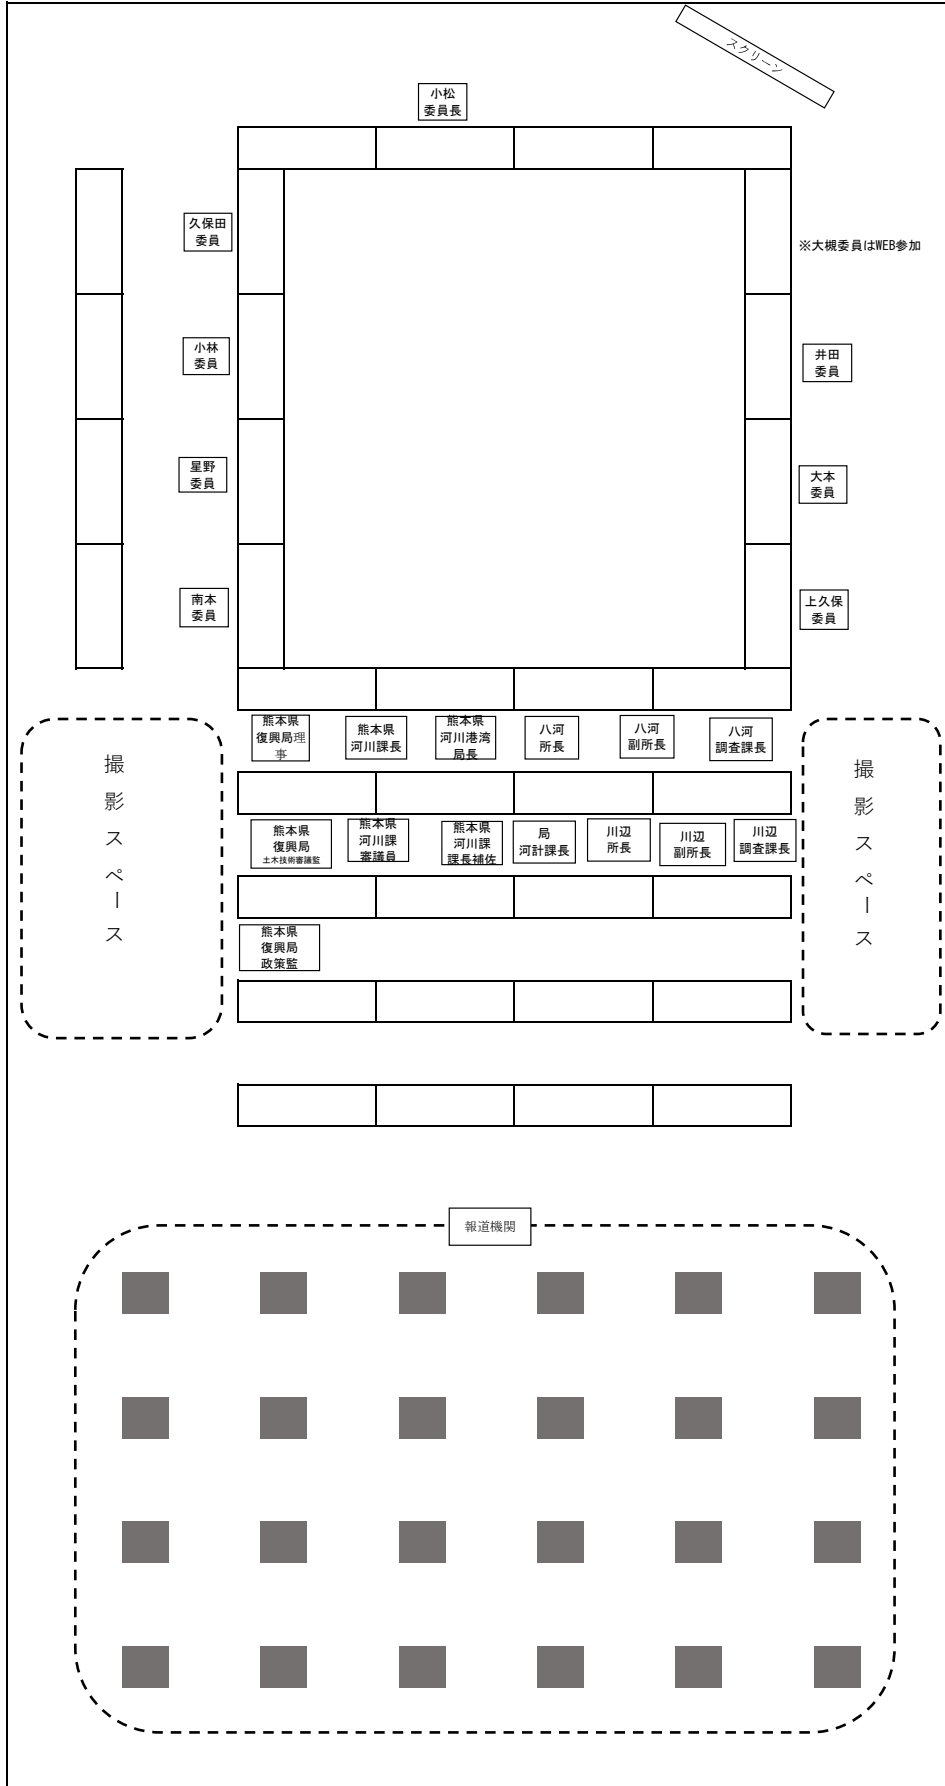 スクリーン
小松
委員長
久保田
委員
※大槻委員はWEB参加
小林
委員
井田
委員
星野
委員
大本
委員
南本
委員
上久保
委員
熊本県
復興局理
事
熊本県
河川課長
熊本県
河川港湾
局長
八河
所長
八河
副所長
八河
調査課長
撮影スペース
撮影スペース
熊本県
復興局
土木技術審議監
熊本県
河川課
審議員
熊本県
河川課
課長補佐
局
河計課長
川辺
所長
川辺
副所長
川辺
調査課長
熊本県
復興局
政策監
報道機関